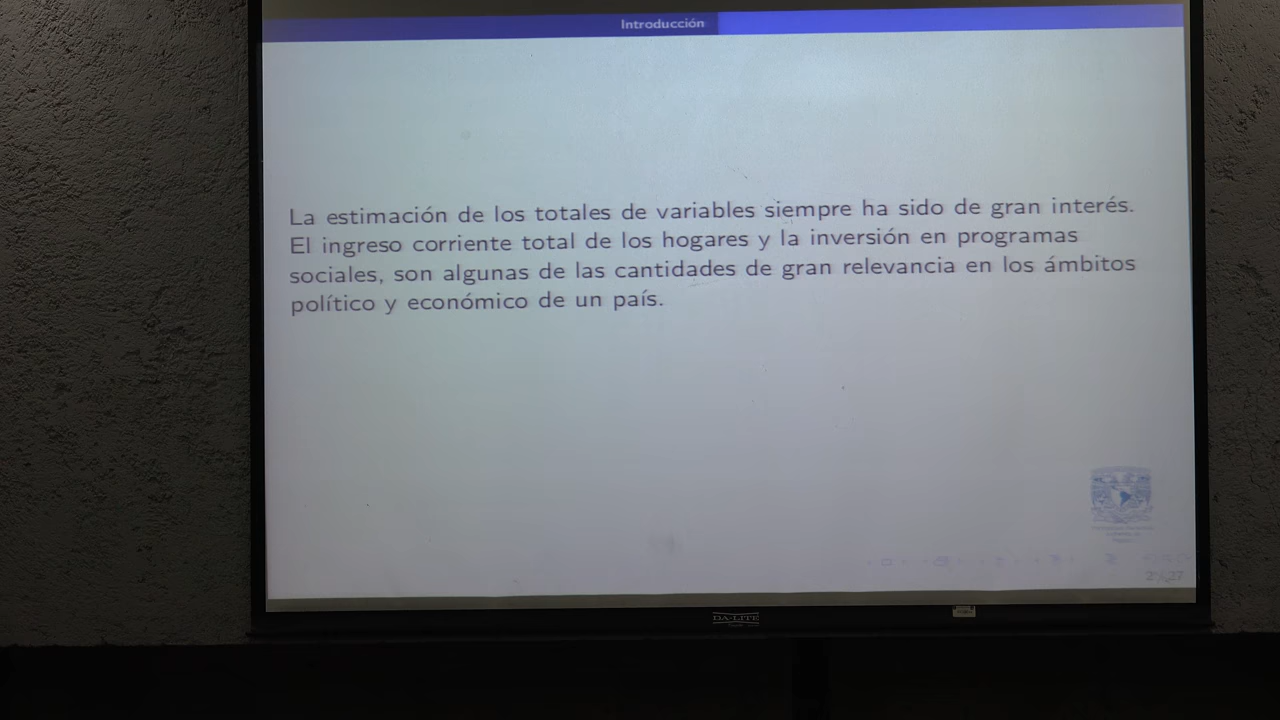 Introducción
La estimación de los totales de variables siempre ha sido de gran interés.
El ingreso corriente total de los hogares y la inversión en programas
sociales, son algunas de las cantidades de gran relevancia en los ámbitos
político y económico de un país.
2 / 27
DA-LITE